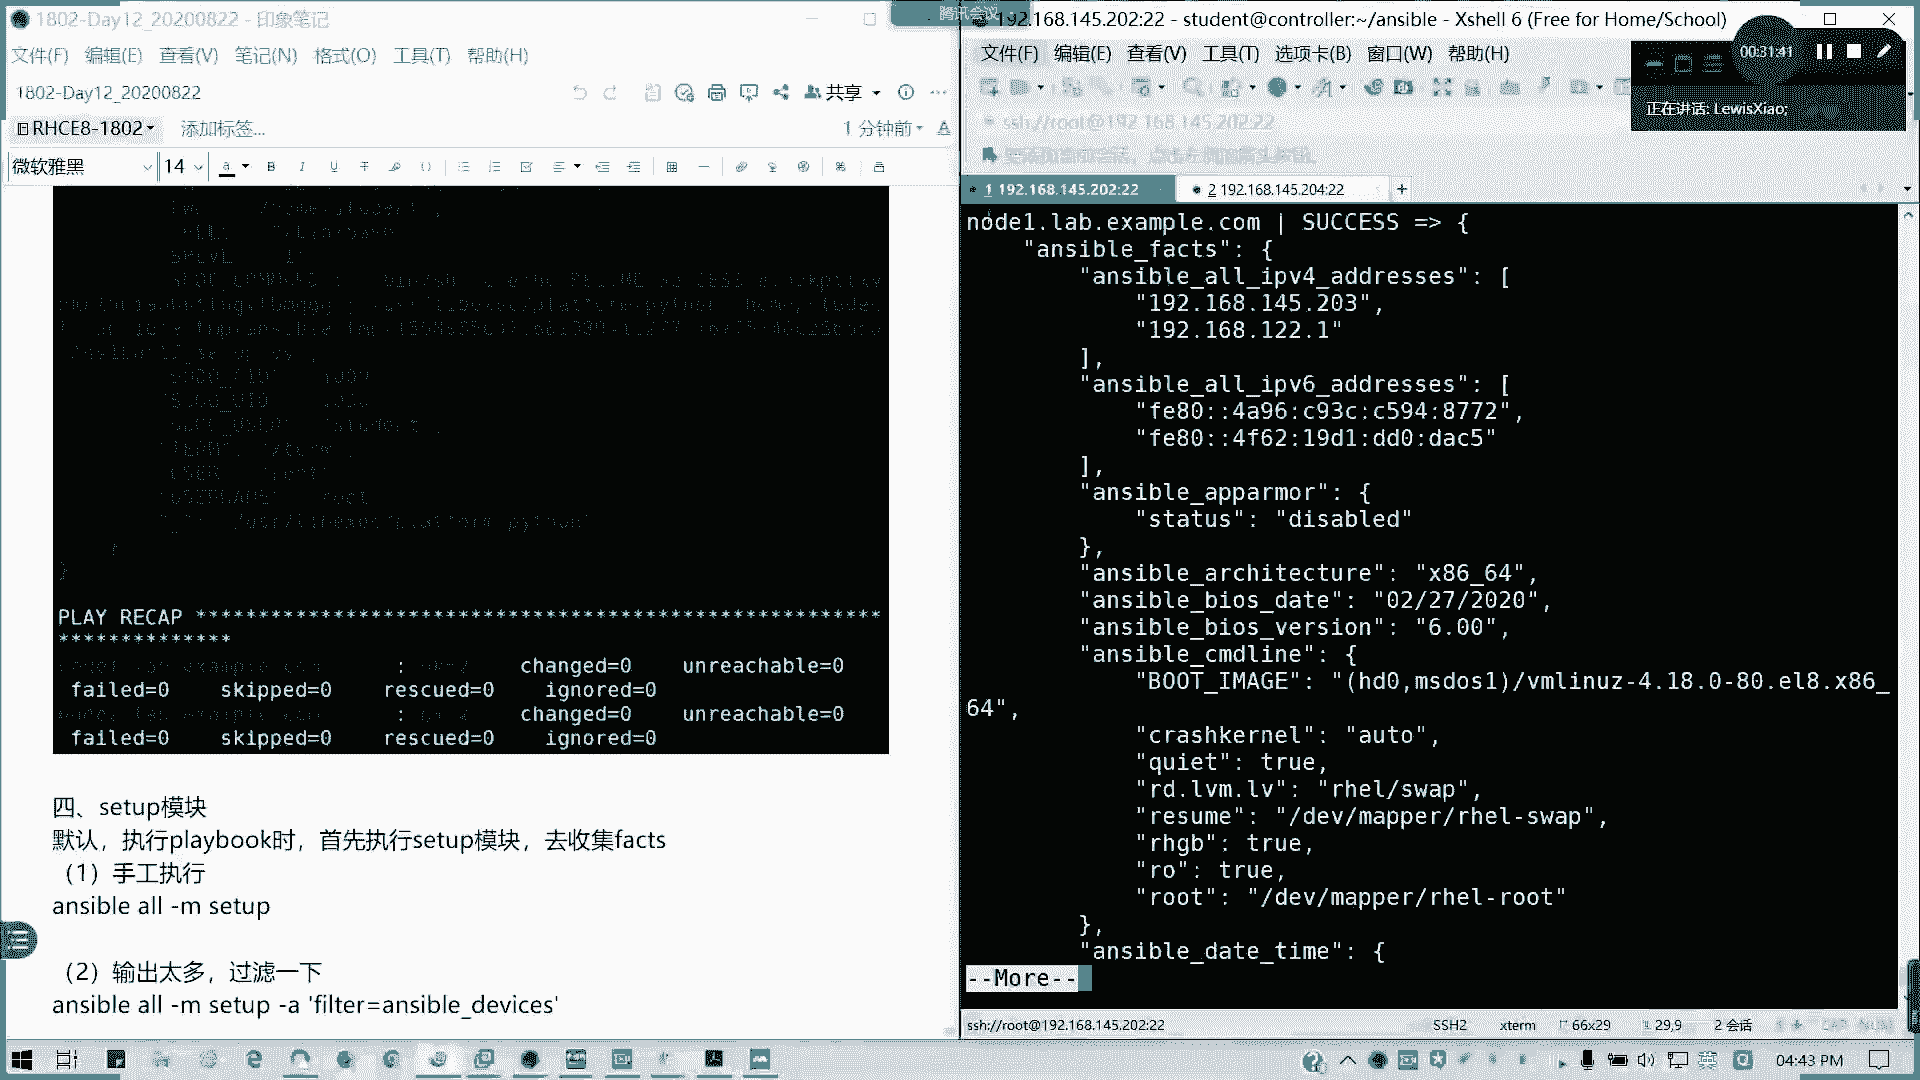 1802-Day12_20200822 - 印象笔记
文件(F) 编辑(E) 查看(V) 笔记(N) 格式(O) 工具(T) 帮助(H)
1802-Day12_20200822
共享
RHCE8-1802
添加标签...
1 分钟前
微软雅黑
14
PLAY RECAP *******************************************************
**************
: changed=0 unreachable=0
failed=0 skipped=0 rescued=0 ignored=0
: changed=0 unreachable=0
failed=0 skipped=0 rescued=0 ignored=0
四、setup模块
默认，执行playbook时，首先执行setup模块，去收集facts
（1）手工执行
ansible all -m setup
（2）输出太多，过滤一下
ansible all -m setup -a 'filter=ansible_devices'
腾讯会议
192.168.145.202:22 - student@controller:~/ansible - Xshell 6 (Free for Home/School)
文件(F) 编辑(E) 查看(V) 工具(T) 选项卡(B) 窗口(W) 帮助(H)
00:31:41
正在讲话: LewisXiao;
ssh://root@192.168.145.202:22
1 192.168.145.202:22
2 192.168.145.204:22
node1.lab.example.com | SUCCESS => {
"ansible_facts": {
"ansible_all_ipv4_addresses": [
"192.168.145.203",
"192.168.122.1"
],
"ansible_all_ipv6_addresses": [
"fe80::4a96:c93c:c594:8772",
"fe80::4f62:19d1:dd0:dac5"
],
"ansible_apparmor": {
"status": "disabled"
},
"ansible_architecture": "x86_64",
"ansible_bios_date": "02/27/2020",
"ansible_bios_version": "6.00",
"ansible_cmdline": {
"BOOT_IMAGE": "(hd0,msdos1)/vmlinuz-4.18.0-80.el8.x86_
64",
"crashkernel": "auto",
"quiet": true,
"rd.lvm.lv": "rhel/swap",
"resume": "/dev/mapper/rhel-swap",
"rhgb": true,
"ro": true,
"root": "/dev/mapper/rhel-root"
},
"ansible_date_time": {
--More--
ssh://root@192.168.145.202:22
SSH2 xterm 66x29 29,9 2 会话
英
04:43 PM